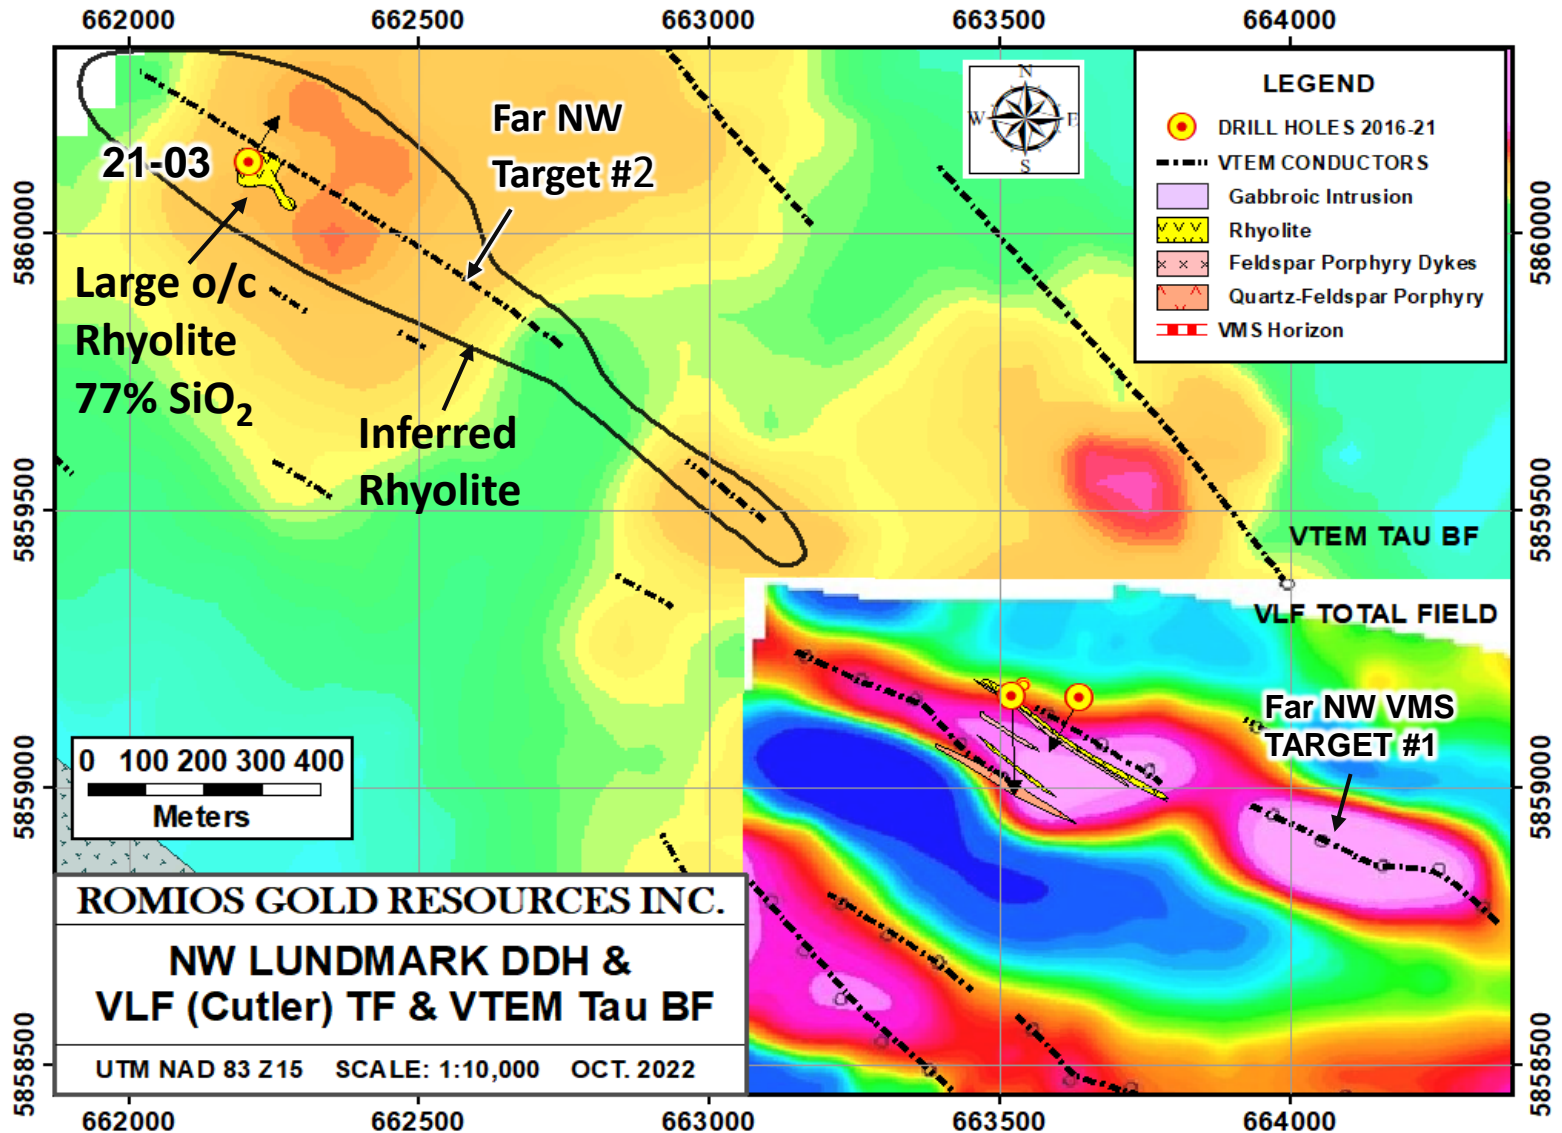 662000 662500 663000 663500 664000
LEGEND
DRILL HOLES 2016-21
VTEM CONDUCTORS
Gabbroic Intrusion
Rhyolite
Feldspar Porphyry Dykes
Quartz-Feldspar Porphyry
VMS Horizon
N
W E
S
Far NW
Target #2
21-03
5860000
5860000
Large o/c
Rhyolite
77% SiO₂
Inferred
Rhyolite
5859500
5859500
VTEM TAU BF
VLF TOTAL FIELD
Far NW VMS
TARGET #1
5859000
5859000
0 100 200 300 400
Meters
ROMIOS GOLD RESOURCES INC.
NW LUNDMARK DDH &
VLF (Cutler) TF & VTEM Tau BF
UTM NAD 83 Z15 SCALE: 1:10,000 OCT. 2022
5858500
5858500
662000 662500 663000 663500 664000